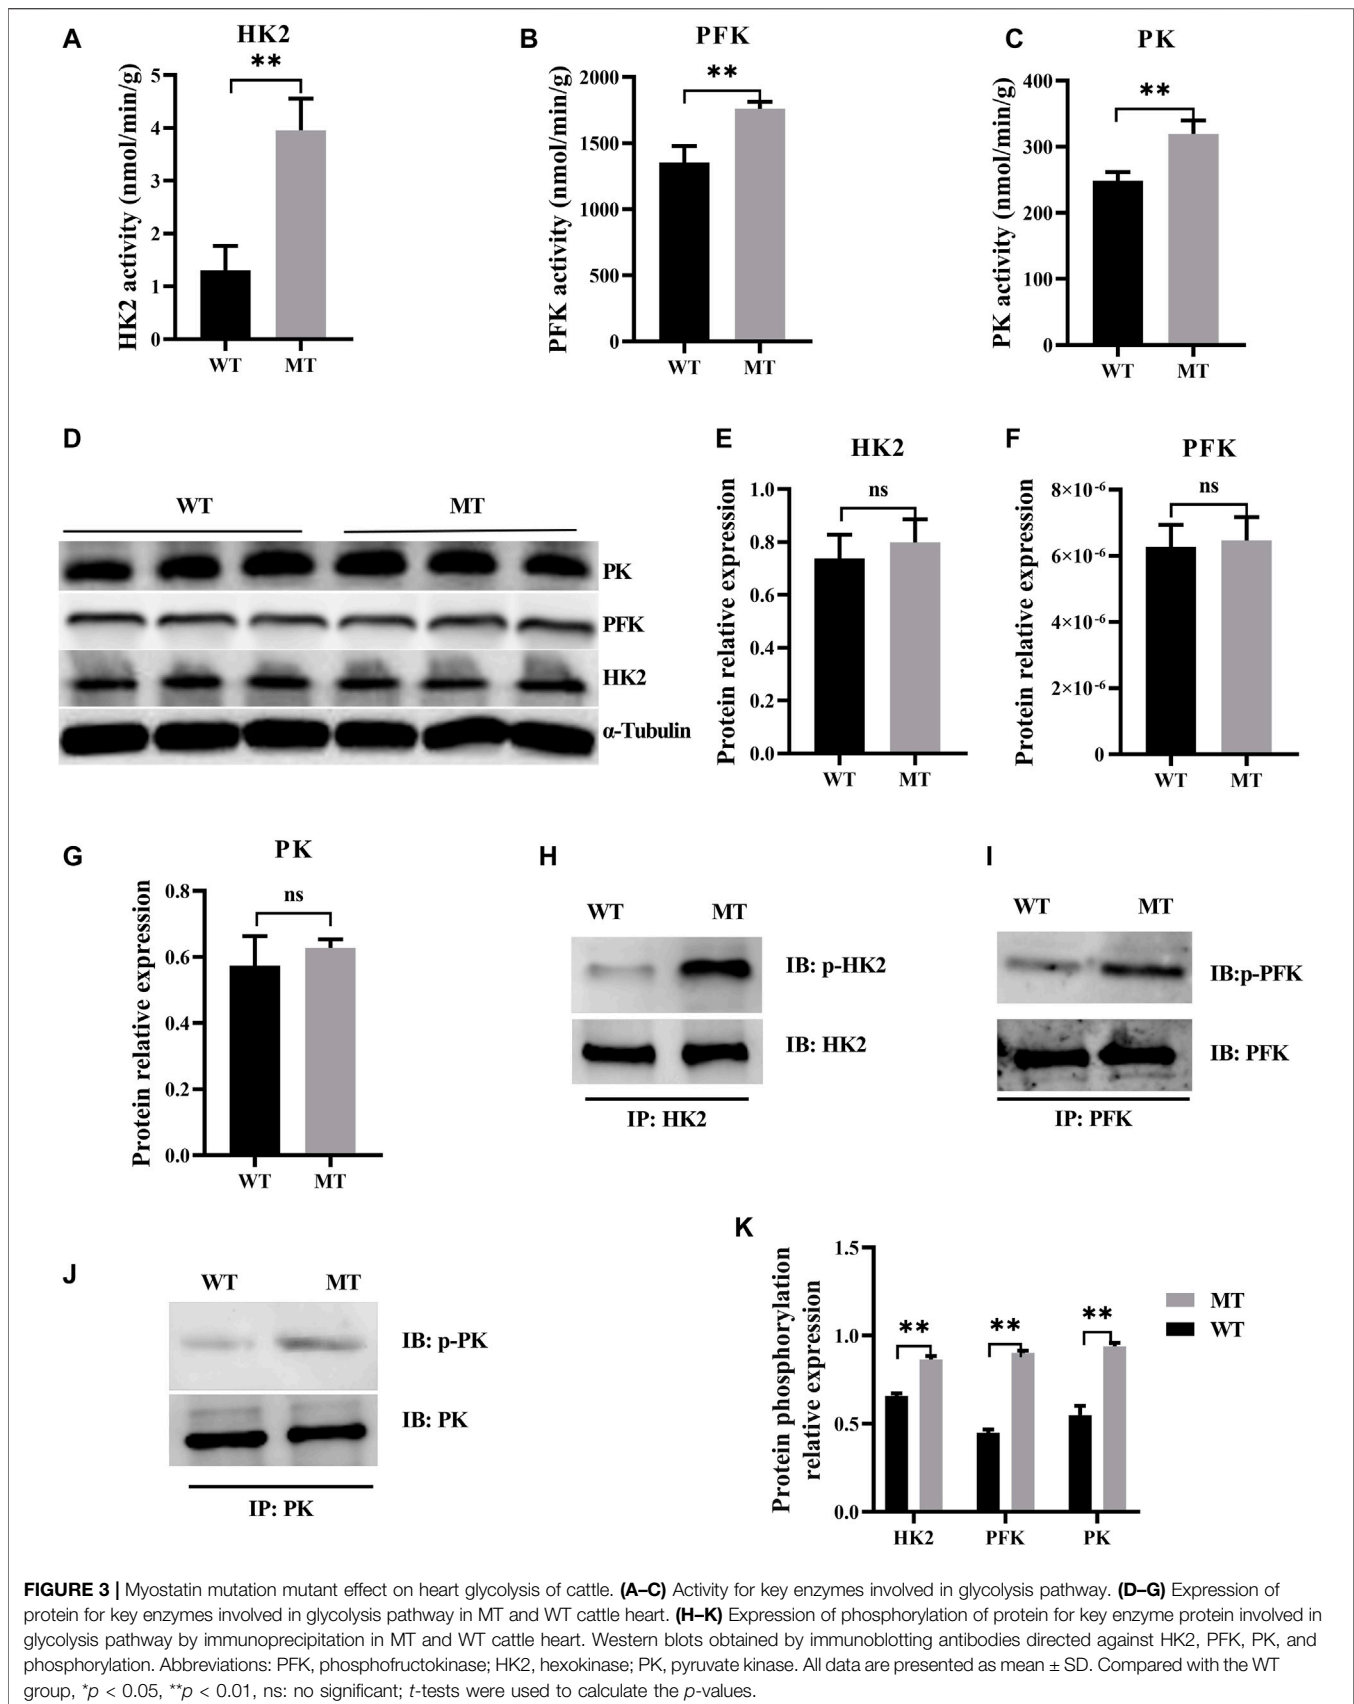 A
HK2
**
HK2 activity (nmol/min/g)
5
4
3
2
1
0
WT MT
B
PFK
**
PFK activity (nmol/min/g)
2000
1500
1000
500
0
WT MT
C
PK
**
PK activity (nmol/min/g)
400
300
200
100
0
WT MT
D
WT MT
PK
PFK
HK2
α-Tubulin
E
HK2
ns
Protein relative expression
1.0
0.8
0.6
0.4
0.2
0.0
WT MT
F
PFK
ns
Protein relative expression
8×10-6
6×10-6
4×10-6
2×10-6
0
WT MT
G
PK
ns
Protein relative expression
0.8
0.6
0.4
0.2
0.0
WT MT
H
WT MT
IB: p-HK2
IB: HK2
IP: HK2
I
WT MT
IB:p-PFK
IB: PFK
IP: PFK
J
WT MT
IB: p-PK
IB: PK
IP: PK
K
Protein phosphorylation
relative expression
1.5
1.0
0.5
0.0
** ** **
HK2 PFK PK
MT
WT
FIGURE 3 | Myostatin mutation mutant effect on heart glycolysis of cattle. (A–C) Activity for key enzymes involved in glycolysis pathway. (D–G) Expression of
protein for key enzymes involved in glycolysis pathway in MT and WT cattle heart. (H–K) Expression of phosphorylation of protein for key enzyme protein involved in
glycolysis pathway by immunoprecipitation in MT and WT cattle heart. Western blots obtained by immunoblotting antibodies directed against HK2, PFK, PK, and
phosphorylation. Abbreviations: PFK, phosphofructokinase; HK2, hexokinase; PK, pyruvate kinase. All data are presented as mean ± SD. Compared with the WT
group, *p < 0.05, **p < 0.01, ns: no significant; t-tests were used to calculate the p-values.